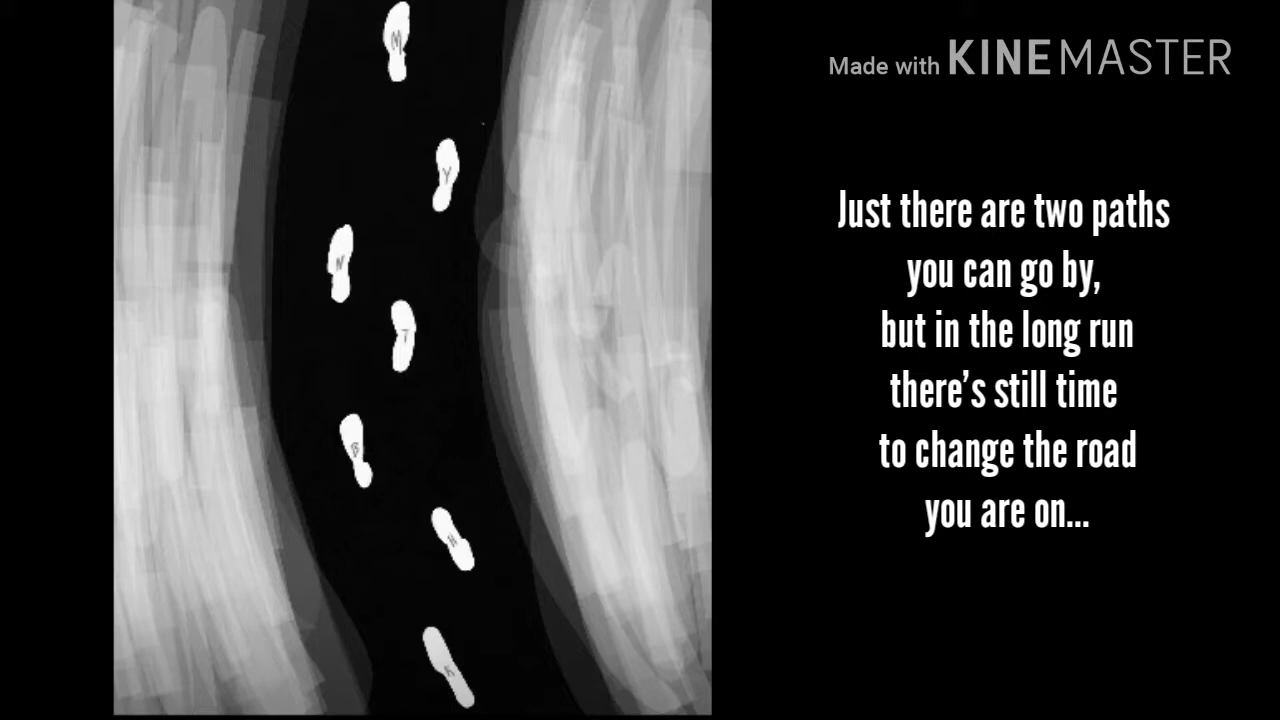 Made with KINEMASTER
M
Y
N
T
Just there are two paths
you can go by,
but in the long run
there's still time
to change the road
you are on...